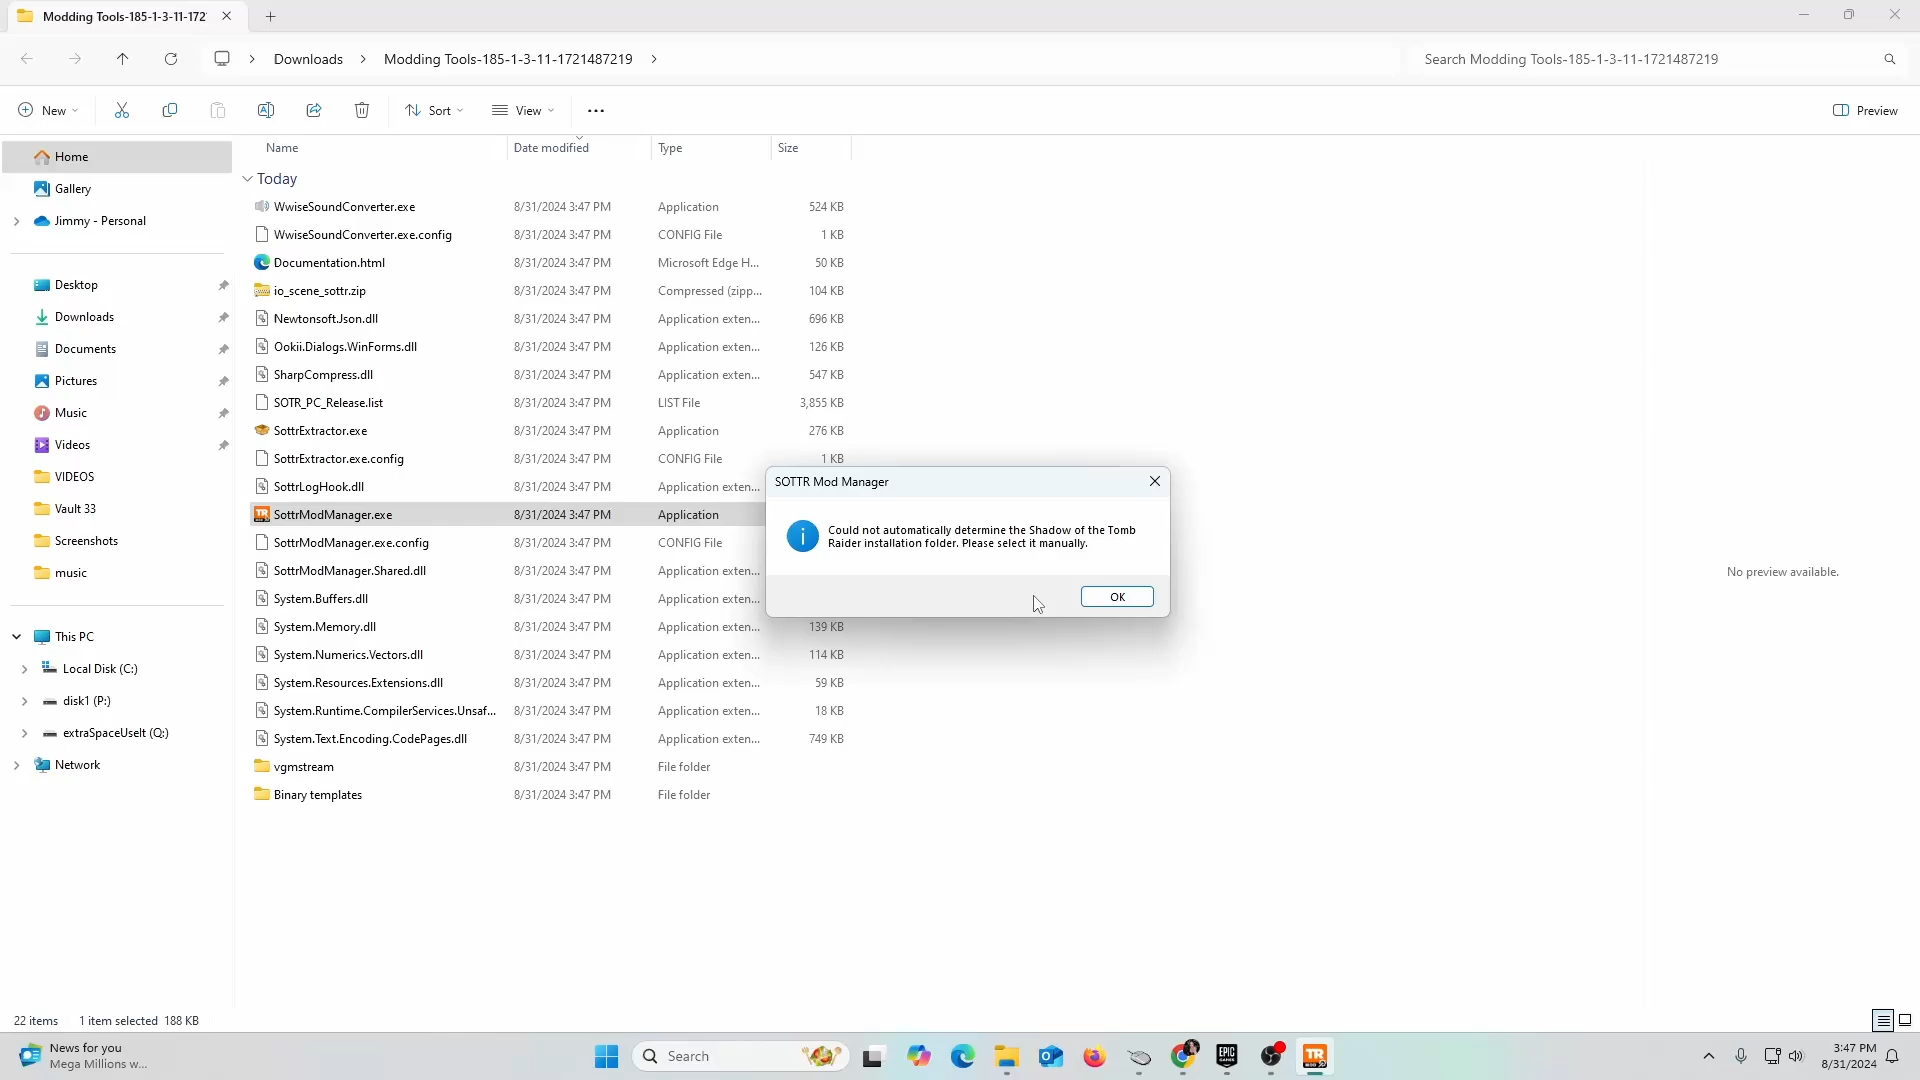 Modding Tools-185-1-3-11-172
Downloads
Modding Tools-185-1-3-11-1721487219
Search Modding Tools-185-1-3-11-1721487219
New
Sort
View
Preview
Name
Date modified
Type
Size
Home
Gallery
Jimmy - Personal
Desktop
Downloads
Documents
Pictures
Music
Videos
VIDEOS
Vault 33
Screenshots
music
This PC
Local Disk (C:)
disk1 (P:)
extraSpaceUseIt (Q:)
Network
Today
WwiseSoundConverter.exe 8/31/2024 3:47 PM Application 524 KB
WwiseSoundConverter.exe.config 8/31/2024 3:47 PM CONFIG File 1 KB
Documentation.html 8/31/2024 3:47 PM Microsoft Edge H... 50 KB
io_scene_sottr.zip 8/31/2024 3:47 PM Compressed (zipp... 104 KB
Newtonsoft.Json.dll 8/31/2024 3:47 PM Application exten... 696 KB
Ookii.Dialogs.WinForms.dll 8/31/2024 3:47 PM Application exten... 126 KB
SharpCompress.dll 8/31/2024 3:47 PM Application exten... 547 KB
SOTR_PC_Release.list 8/31/2024 3:47 PM LIST File 3,855 KB
SottrExtractor.exe 8/31/2024 3:47 PM Application 276 KB
SottrExtractor.exe.config 8/31/2024 3:47 PM CONFIG File 1 KB
SottrLogHook.dll 8/31/2024 3:47 PM Application exten...
SottrModManager.exe 8/31/2024 3:47 PM Application
SottrModManager.exe.config 8/31/2024 3:47 PM CONFIG File
SottrModManager.Shared.dll 8/31/2024 3:47 PM Application exten...
System.Buffers.dll 8/31/2024 3:47 PM Application exten...
System.Memory.dll 8/31/2024 3:47 PM Application exten... 139 KB
System.Numerics.Vectors.dll 8/31/2024 3:47 PM Application exten... 114 KB
System.Resources.Extensions.dll 8/31/2024 3:47 PM Application exten... 59 KB
System.Runtime.CompilerServices.Unsaf... 8/31/2024 3:47 PM Application exten... 18 KB
System.Text.Encoding.CodePages.dll 8/31/2024 3:47 PM Application exten... 749 KB
vgmstream 8/31/2024 3:47 PM File folder
Binary templates 8/31/2024 3:47 PM File folder
SOTTR Mod Manager
Could not automatically determine the Shadow of the Tomb
Raider installation folder. Please select it manually.
OK
No preview available.
22 items 1 item selected 188 KB
News for you
Mega Millions w...
Search
EPIC
GAMES
TR
MOD
3:47 PM
8/31/2024